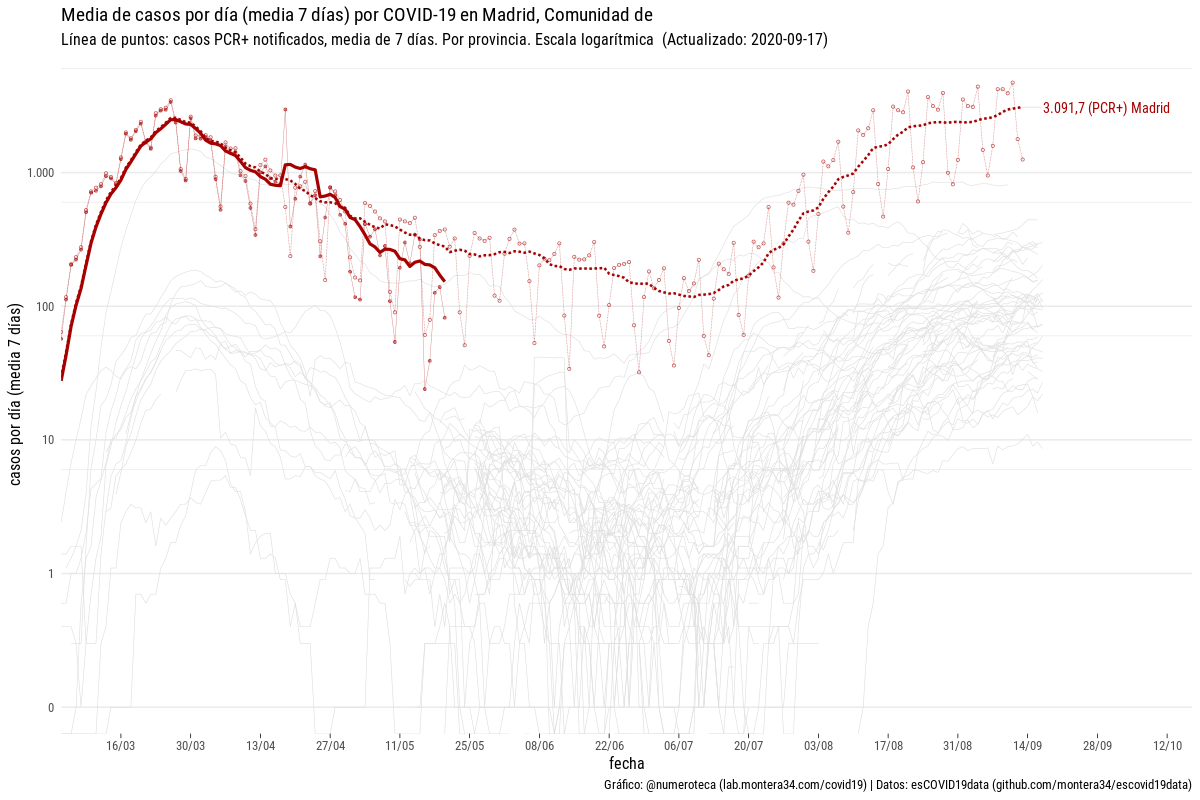 Media de casos por día (media 7 días) por COVID-19 en Madrid, Comunidad de
Línea de puntos: casos PCR+ notificados, media de 7 días. Por provincia. Escala logarítmica (Actualizado: 2020-09-17)
3.091,7 (PCR+) Madrid
1.000
100
10
1
0
casos por día (media 7 días)
16/03 30/03 13/04 27/04 11/05 25/05 08/06 22/06 06/07 20/07 03/08 17/08 31/08 14/09 28/09 12/10
fecha
Gráfico: @numeroteca (lab.montera34.com/covid19) | Datos: esCOVID19data (github.com/montera34/escovid19data)